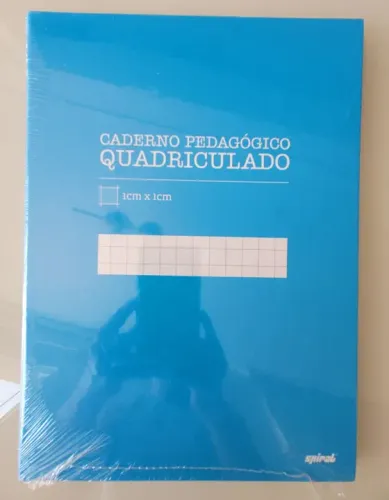 CADERNO PEDAGÓGICO
QUADRICULADO
1cm x 1cm
spiral